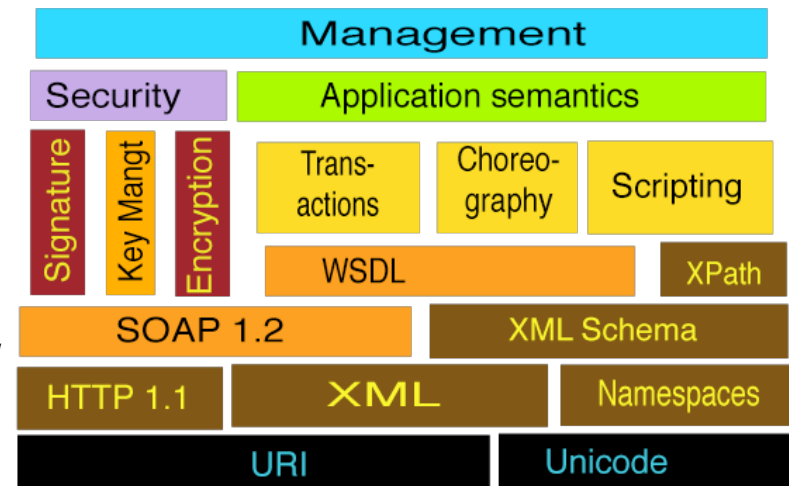 Management
Security
Application semantics
Signature
Key Mangt
Encryption
Trans-
actions
Choreo-
graphy
Scripting
WSDL
XPath
SOAP 1.2
XML Schema
HTTP 1.1
XML
Namespaces
URI
Unicode